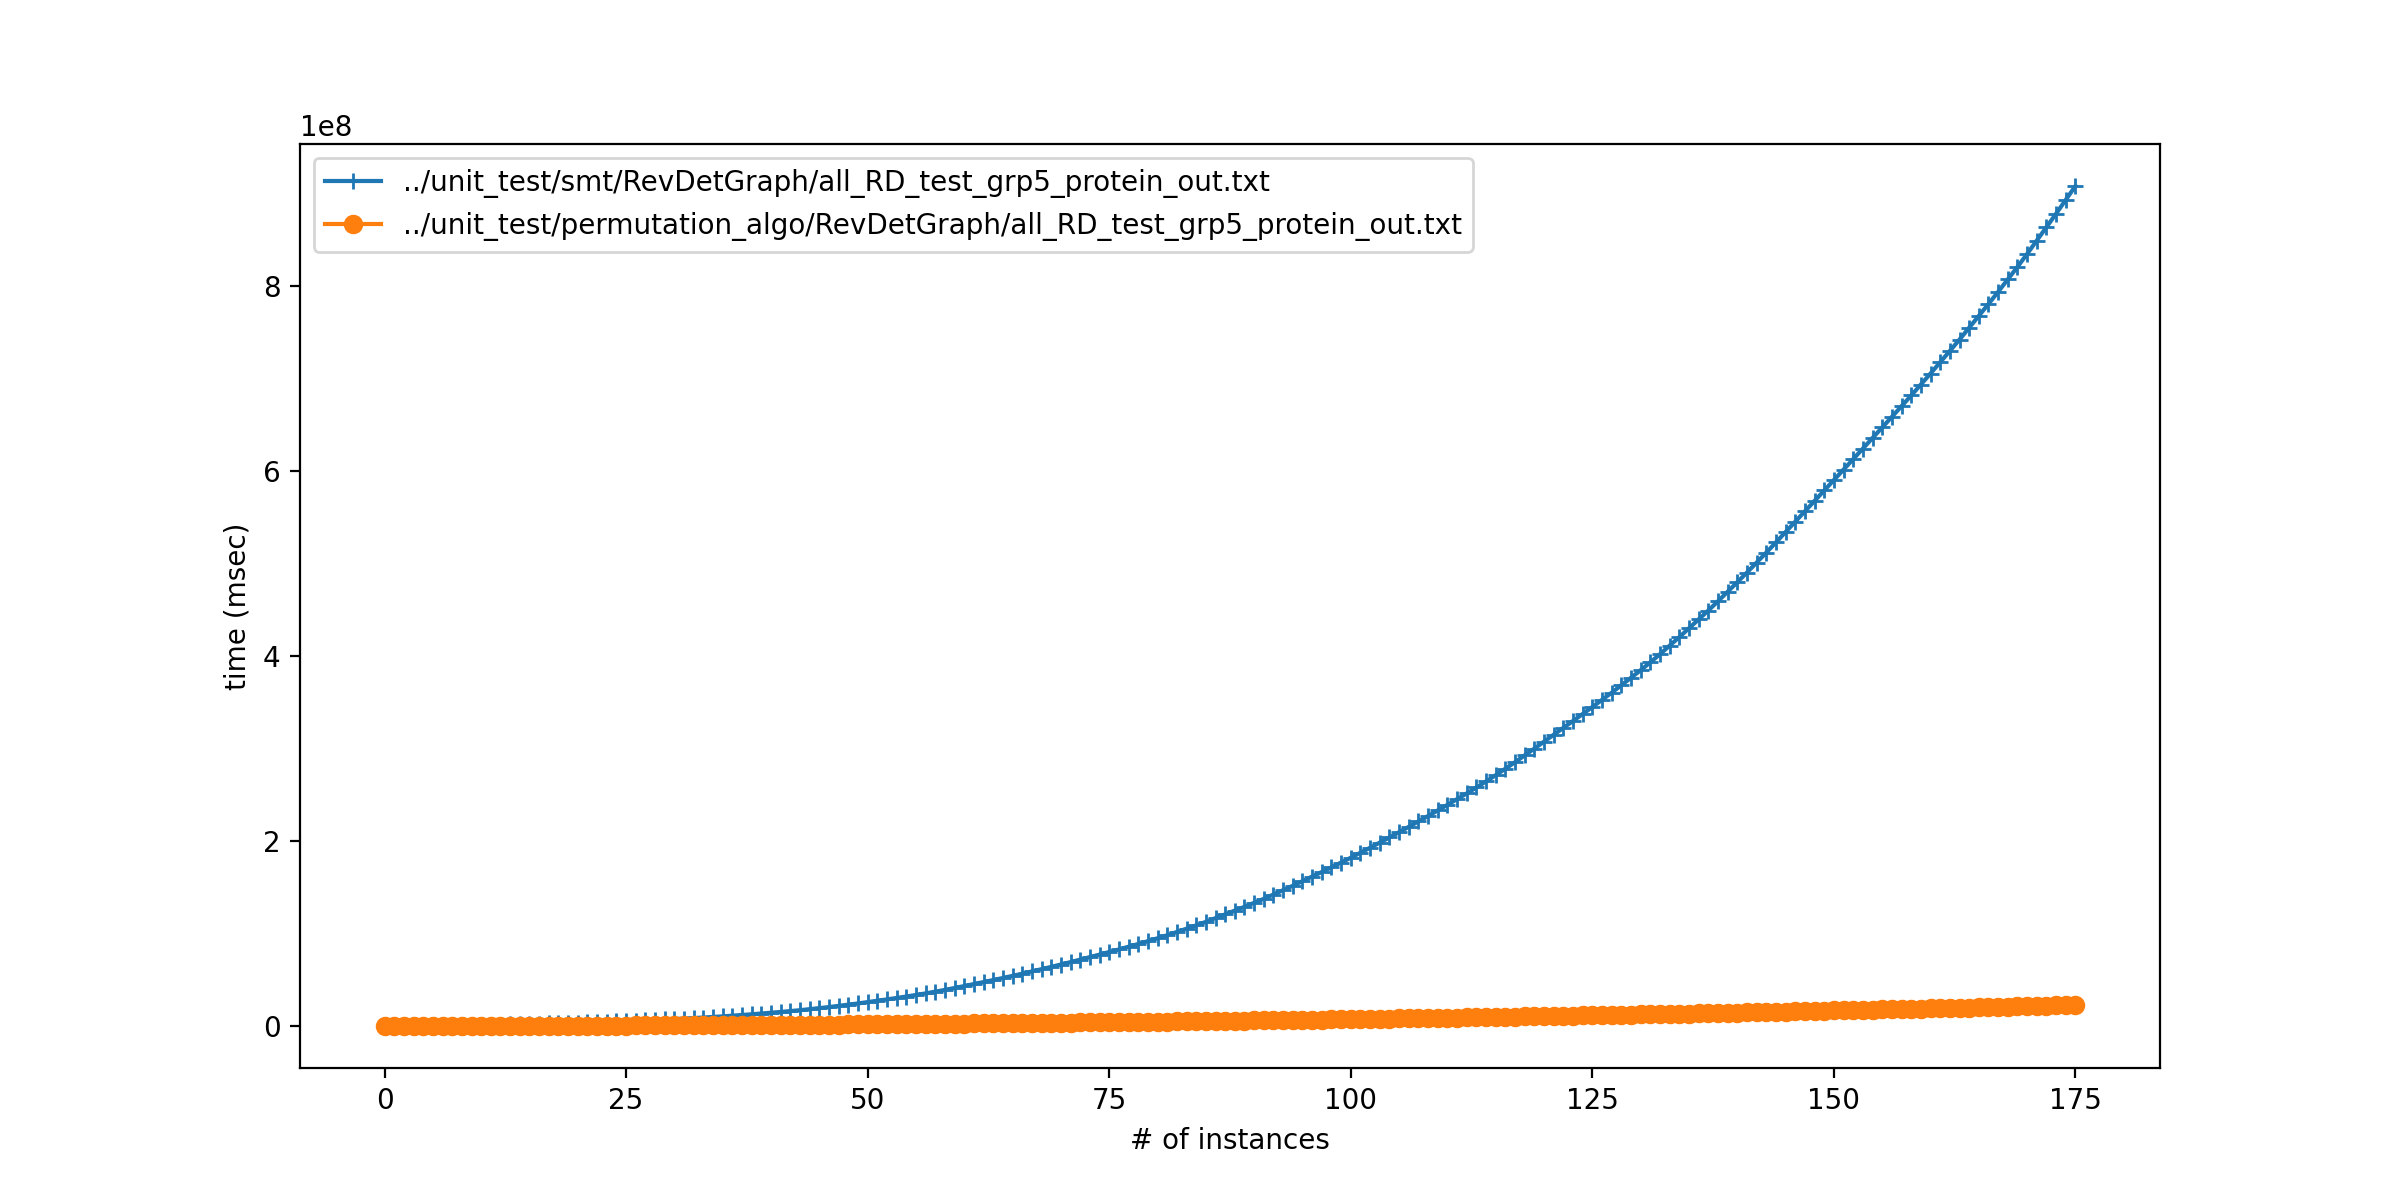 1e8
../unit_test/smt/RevDetGraph/all_RD_test_grp5_protein_out.txt
../unit_test/permutation_algo/RevDetGraph/all_RD_test_grp5_protein_out.txt
8
6
4
2
0
time (msec)
0 25 50 75 100 125 150 175
# of instances